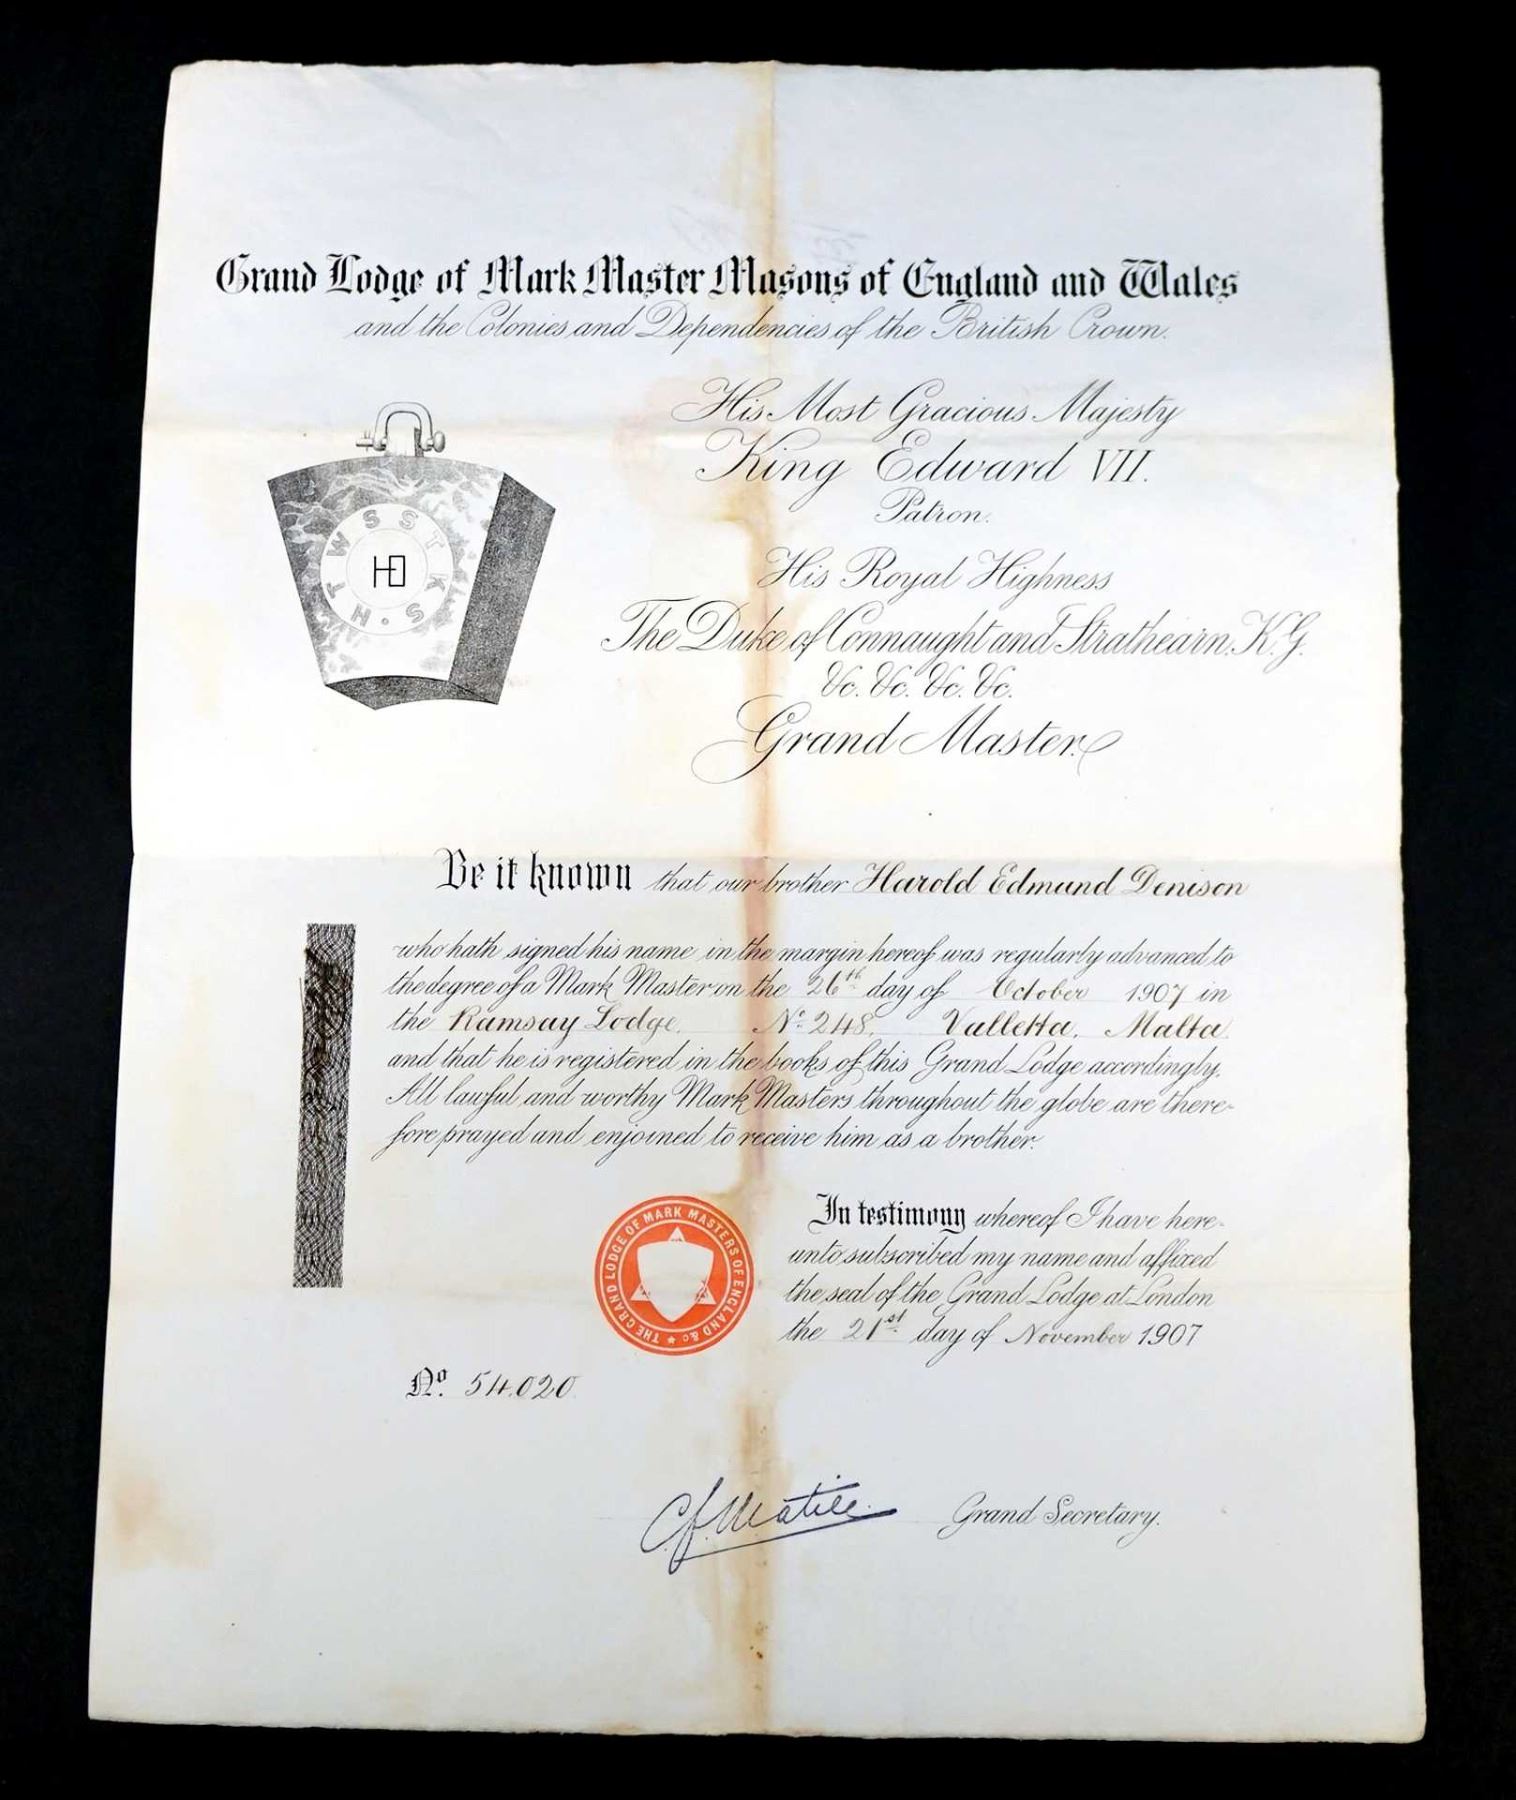 Grand Lodge of Mark Master Masons of England and Wales
and the Colonies and Dependencies of the British Crown.
His Most Gracious Majesty
King Edward VII.
Patron.
His Royal Highness
The Duke of Connaught and Strathearn, K.G.
&c. &c. &c. &c.
Grand Master.
H T W S S T K S
HD
Be it known that our brother Harold Edmund Denison
who hath signed his name in the margin hereof was regularly advanced to
the degree of a Mark Master on the 26th day of October 1907 in
the Ramsay Lodge. No. 248. Valletta, Malta.
and that he is registered in the books of this Grand Lodge accordingly.
All lawful and worthy Mark Masters throughout the globe are there-
fore prayed and enjoined to receive him as a brother.
In testimony whereof I have here-
unto subscribed my name and affixed
the seal of the Grand Lodge at London
the 21st day of November 1907
THE GRAND LODGE OF MARK MASTERS OF ENGLAND &c
No. 54,020
Grand Secretary.